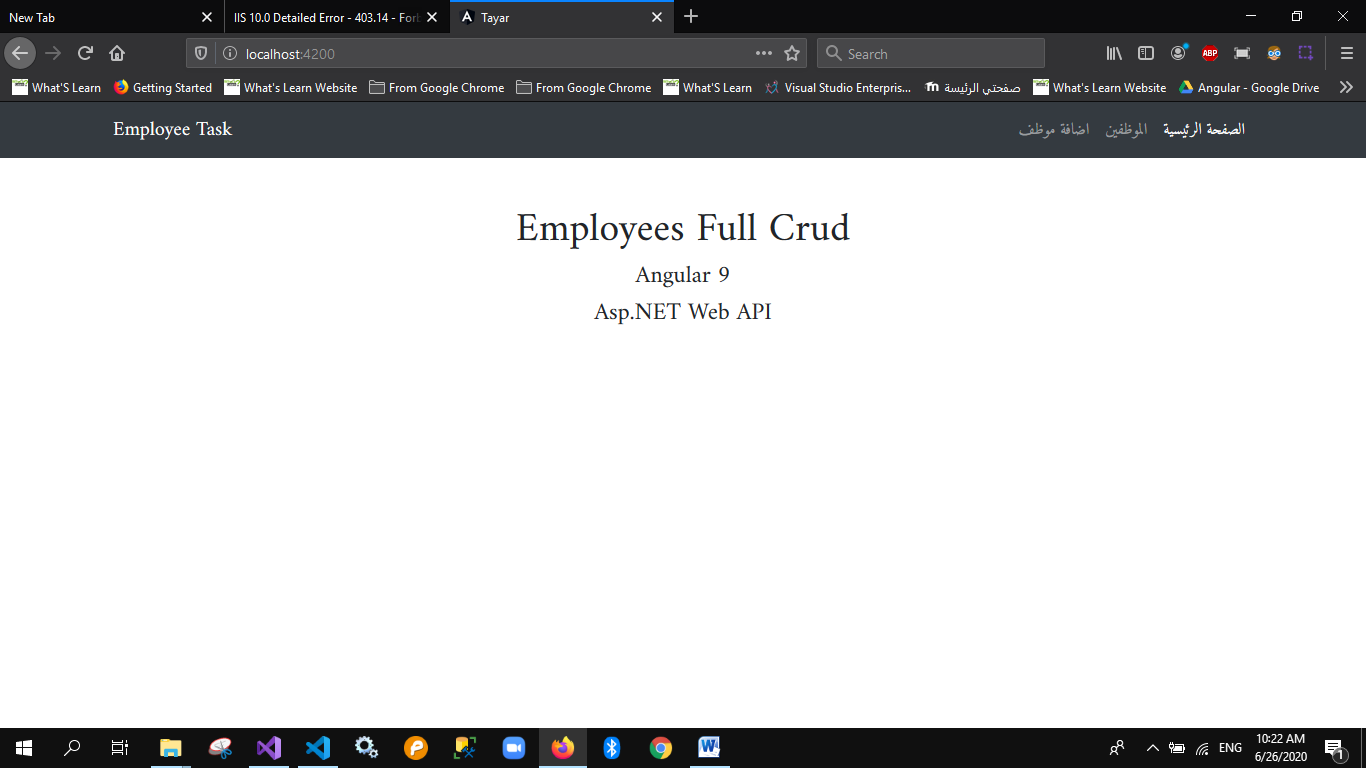 New Tab
IIS 10.0 Detailed Error - 403.14 - For
Tayar
localhost:4200
Search
ABP
What'S Learn
Getting Started
What's Learn Website
From Google Chrome
From Google Chrome
What'S Learn
Visual Studio Enterpris...
صفحتي الرئيسة
What's Learn Website
Angular - Google Drive
Employee Task
الصفحة الرئيسية
الموظفين
اضافة موظف
Employees Full Crud
Angular 9
Asp.NET Web API
ENG
10:22 AM
6/26/2020
1